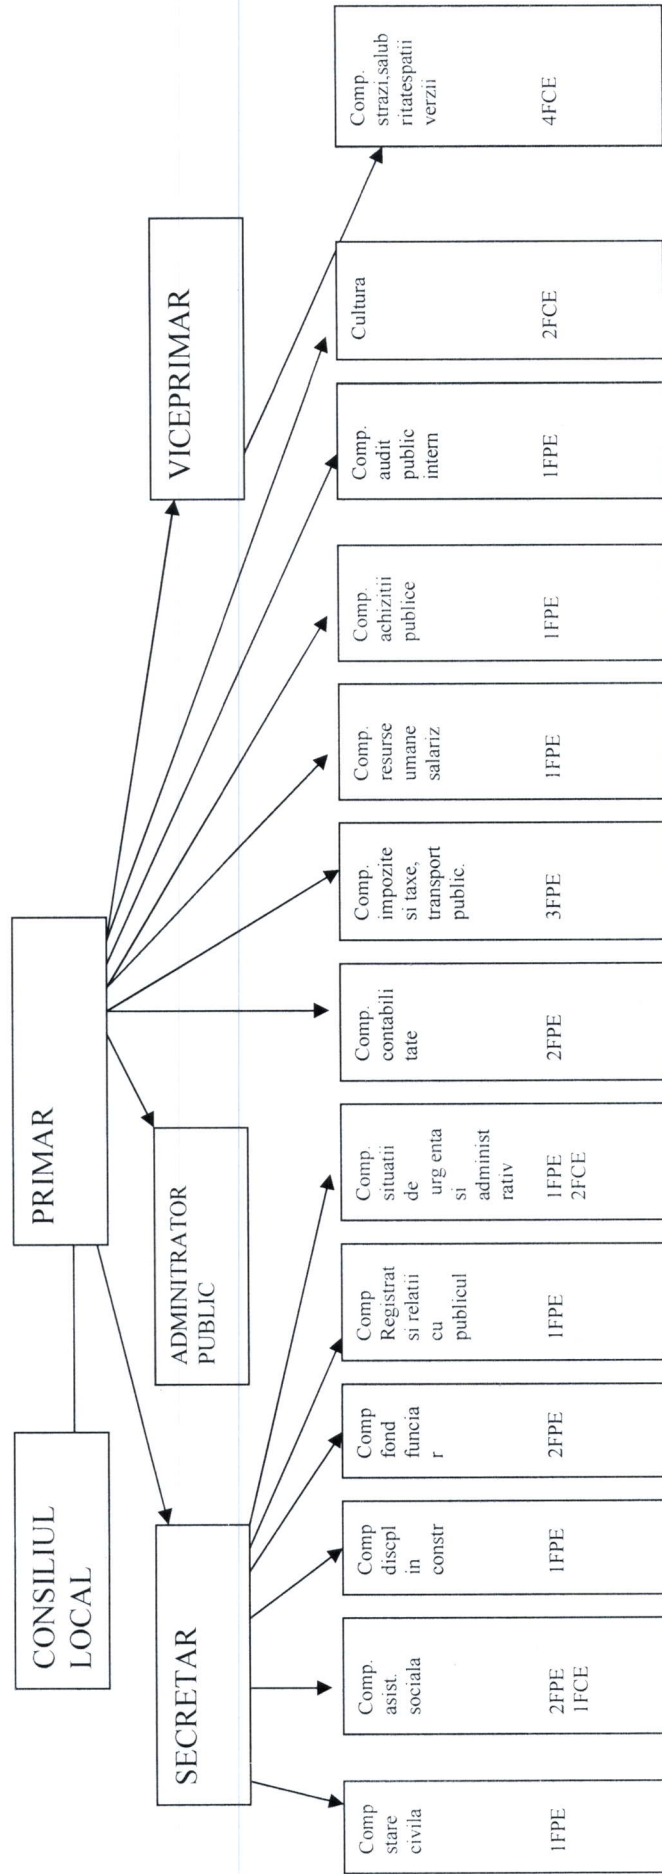 CONSILIUL
LOCAL
PRIMAR
SECRETAR
ADMINITRATOR
PUBLIC
VICEPRIMAR
Comp
stare
civila
1FPE
Comp.
asist.
sociala
2FPE
1FCE
Comp
discpl
in
constr
1FPE
Comp
fond
funcia
r
2FPE
Comp
Registrat
si relatii
cu
publicul
1FPE
Comp.
situatii
de
urg enta
si
administ
rativ
1FPE
2FCE
Comp.
contabili
tate
2FPE
Comp.
impozite
si taxe,
transport
public.
3FPE
Comp.
resurse
umane
salariz
1FPE
Comp.
achizitii
publice
1FPE
Comp.
audit
public
intern
1FPE
Cultura
2FCE
Comp.
strazi,salub
ritatespatii
verzii
4FCE